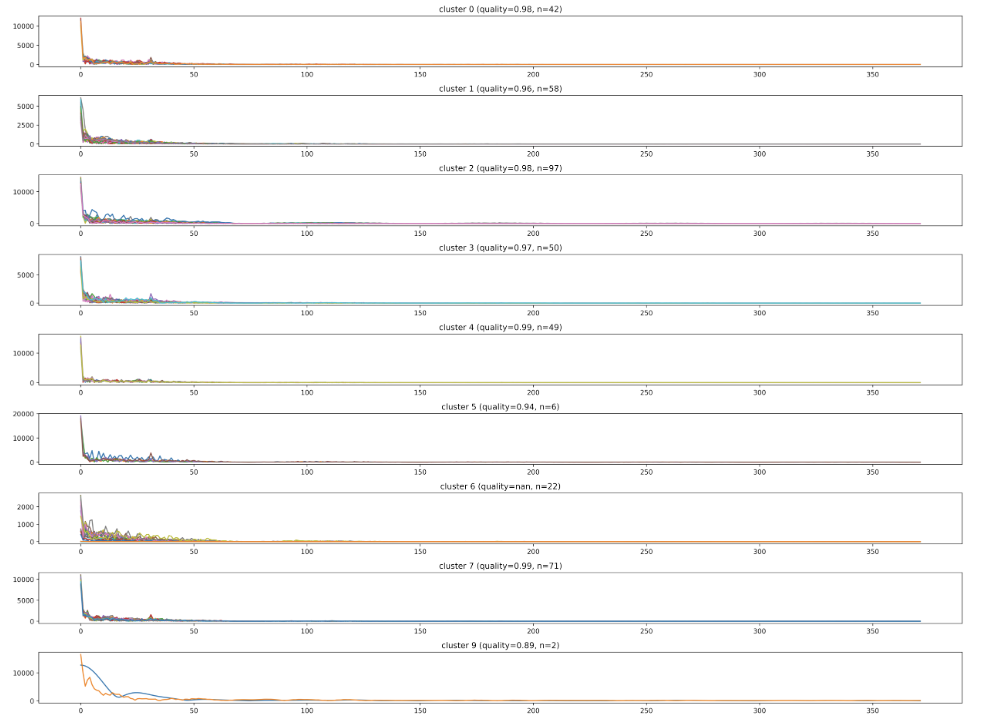 cluster 0 (quality=0.98, n=42)
10000
5000
0
0 50 100 150 200 250 300 350
cluster 1 (quality=0.96, n=58)
5000
2500
0
0 50 100 150 200 250 300 350
cluster 2 (quality=0.98, n=97)
10000
0
0 50 100 150 200 250 300 350
cluster 3 (quality=0.97, n=50)
5000
0
0 50 100 150 200 250 300 350
cluster 4 (quality=0.99, n=49)
10000
0
0 50 100 150 200 250 300 350
cluster 5 (quality=0.94, n=6)
20000
10000
0
0 50 100 150 200 250 300 350
cluster 6 (quality=nan, n=22)
2000
1000
0
0 50 100 150 200 250 300 350
cluster 7 (quality=0.99, n=71)
10000
5000
0
0 50 100 150 200 250 300 350
cluster 9 (quality=0.89, n=2)
10000
0
0 50 100 150 200 250 300 350